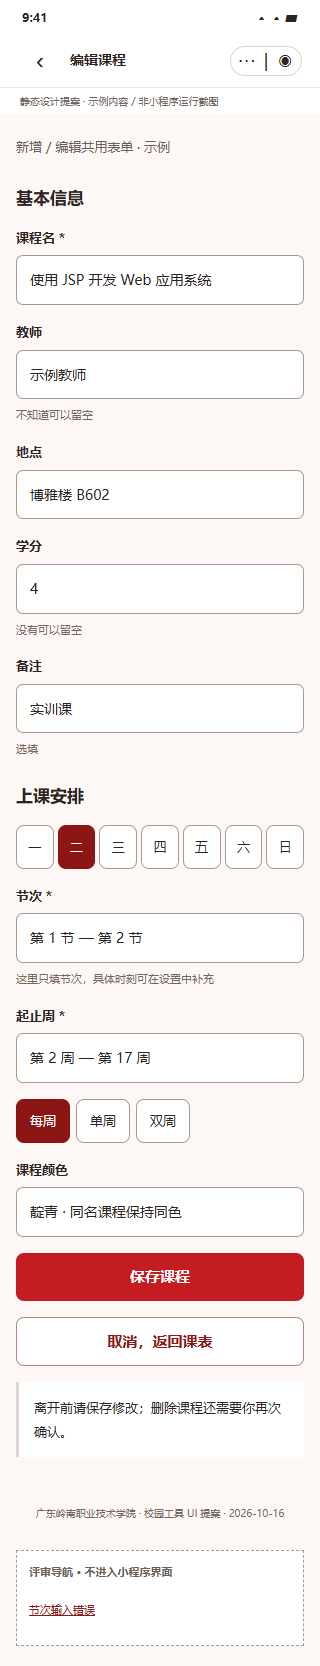 9:41
编辑课程
静态设计提案 · 示例内容 / 非小程序运行截图
新增 / 编辑共用表单 · 示例
基本信息
课程名 *
使用 JSP 开发 Web 应用系统
教师
示例教师
不知道可以留空
地点
博雅楼 B602
学分
4
没有可以留空
备注
实训课
选填
上课安排
一 二 三 四 五 六 日
节次 *
第 1 节 — 第 2 节
这里只填节次，具体时刻可在设置中补充
起止周 *
第 2 周 — 第 17 周
每周 单周 双周
课程颜色
靛青 · 同名课程保持同色
保存课程
取消，返回课表
离开前请保存修改；删除课程还需要你再次
确认。
广东岭南职业技术学院 · 校园工具 UI 提案 · 2026-10-16
评审导航 · 不进入小程序界面
节次输入错误